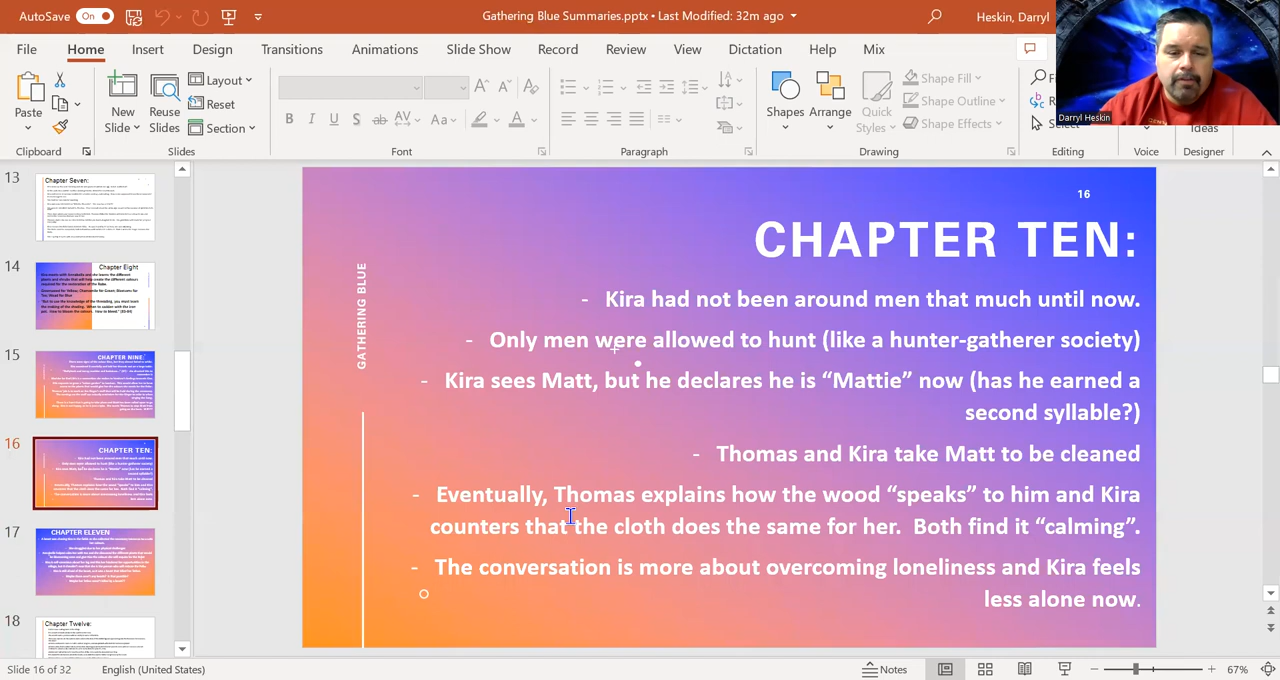 AutoSave On
Gathering Blue Summaries.pptx • Last Modified: 32m ago
Heskin, Darryl
File Home Insert Design Transitions Animations Slide Show Record Review View Dictation Help Mix
Paste
New Slide
Reuse Slides
Layout
Reset
Section
B I U S ab AV Aa A
Shapes
Arrange
Quick Styles
Shape Fill
Shape Outline
Shape Effects
Select
Ideas
Darryl Heskin
Clipboard Slides Font Paragraph Drawing Editing Voice Designer
13
Chapter Seven:
14
Chapter Eight
15
CHAPTER NINE:
16
CHAPTER TEN:
17
CHAPTER ELEVEN
18
Chapter Twelve:
16
GATHERING BLUE
CHAPTER TEN:
- Kira had not been around men that much until now.
- Only men were allowed to hunt (like a hunter-gatherer society)
- Kira sees Matt, but he declares he is “Mattie” now (has he earned a
second syllable?)
- Thomas and Kira take Matt to be cleaned
- Eventually, Thomas explains how the wood “speaks” to him and Kira
counters that the cloth does the same for her. Both find it “calming”.
- The conversation is more about overcoming loneliness and Kira feels
less alone now.
Slide 16 of 32
English (United States)
Notes
67%